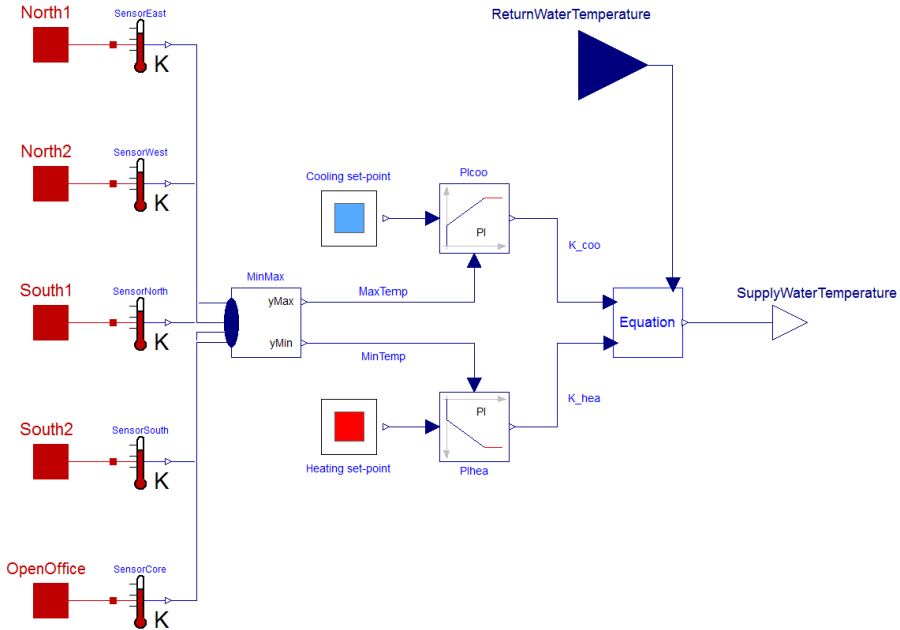 North1
SensorEast
K
ReturnWaterTemperature
North2
SensorWest
K
Cooling set-point
PIcoo
PI
K_coo
South1
SensorNorth
K
MinMax
yMax
yMin
MaxTemp
MinTemp
Equation
SupplyWaterTemperature
South2
SensorSouth
K
Heating set-point
PI
PIhea
K_hea
OpenOffice
SensorCore
K